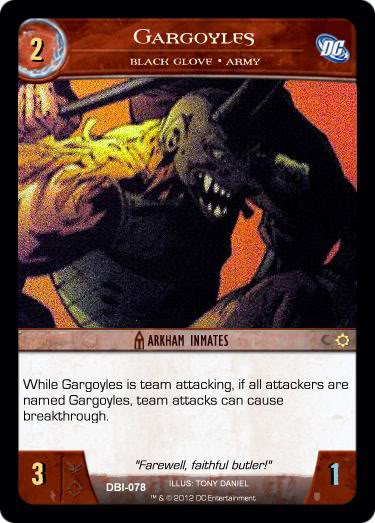 2
GARGOYLES
DC
BLACK GLOVE • ARMY
ARKHAM INMATES
While Gargoyles is team attacking, if all attackers are
named Gargoyles, team attacks can cause
breakthrough.
"Farewell, faithful butler!"
3
DBI-078
ILLUS: TONY DANIEL
™ & © 2012 DC Entertainment
1